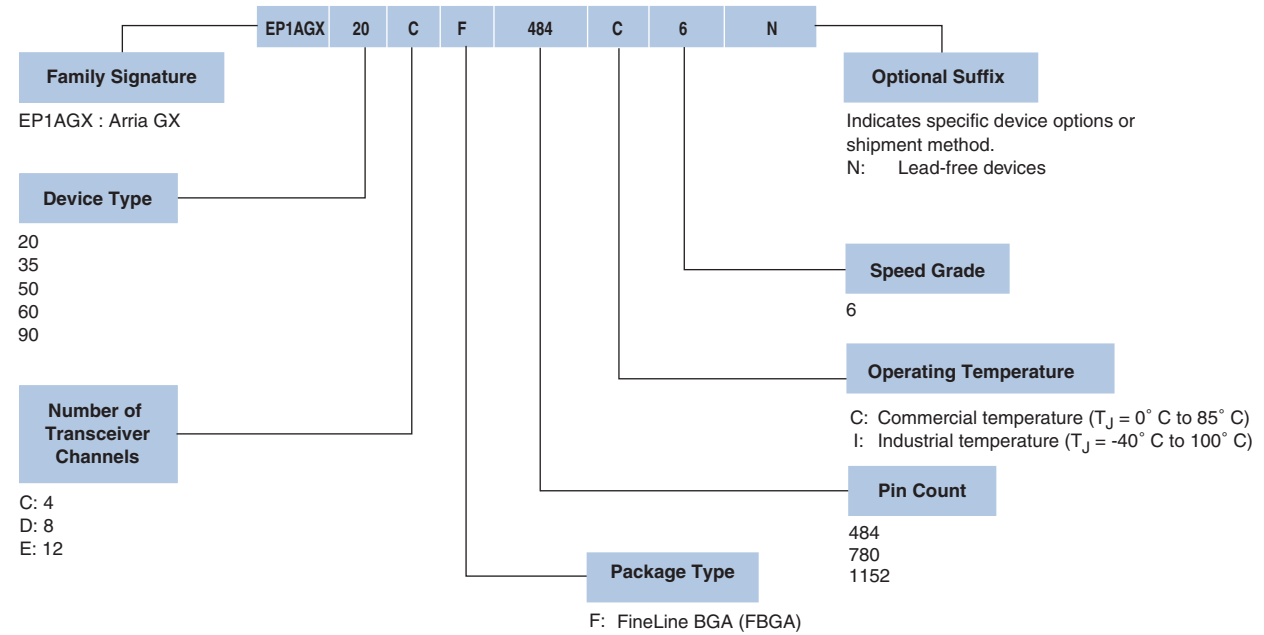 EP1AGX 20 C F 484 C 6 N
Family Signature
EP1AGX : Arria GX
Optional Suffix
Indicates specific device options or
shipment method.
N: Lead-free devices
Device Type
20
35
50
60
90
Speed Grade
6
Operating Temperature
C: Commercial temperature (TJ = 0° C to 85° C)
I: Industrial temperature (TJ = -40° C to 100° C)
Number of
Transceiver
Channels
C: 4
D: 8
E: 12
Pin Count
484
780
1152
Package Type
F: FineLine BGA (FBGA)